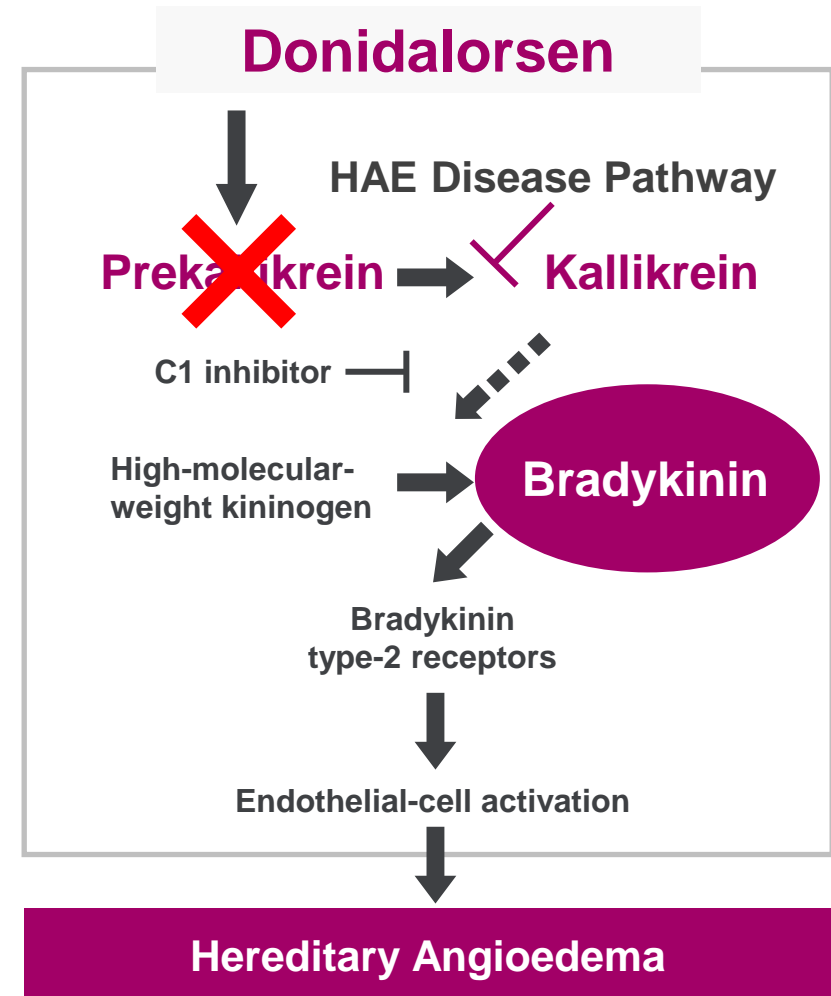 Donidalorsen
HAE Disease Pathway
Prekallikrein
Kallikrein
C1 inhibitor
High-molecular-
weight kininogen
Bradykinin
Bradykinin
type-2 receptors
Endothelial-cell activation
Hereditary Angioedema